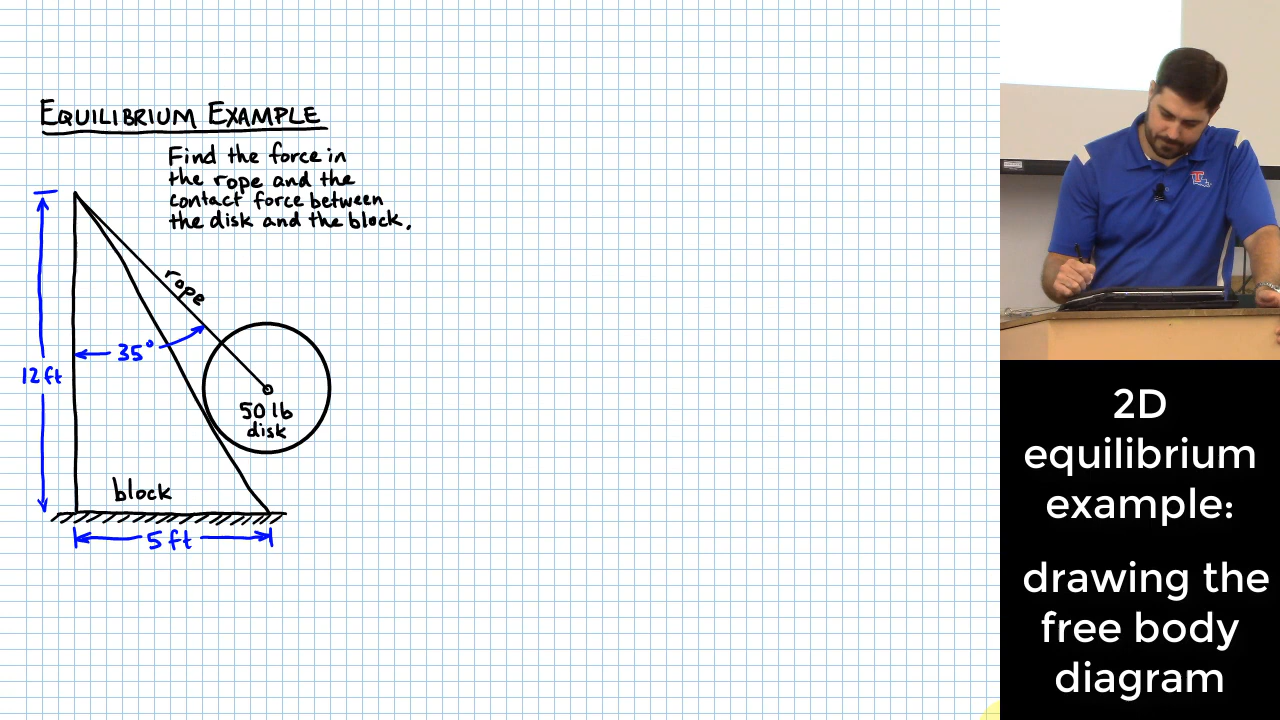 EQUILIBRIUM EXAMPLE
Find the force in
the rope and the
contact force between
the disk and the block.
rope
35°
12 ft
50 lb
disk
block
5 ft
2D
equilibrium
example:
drawing the
free body
diagram